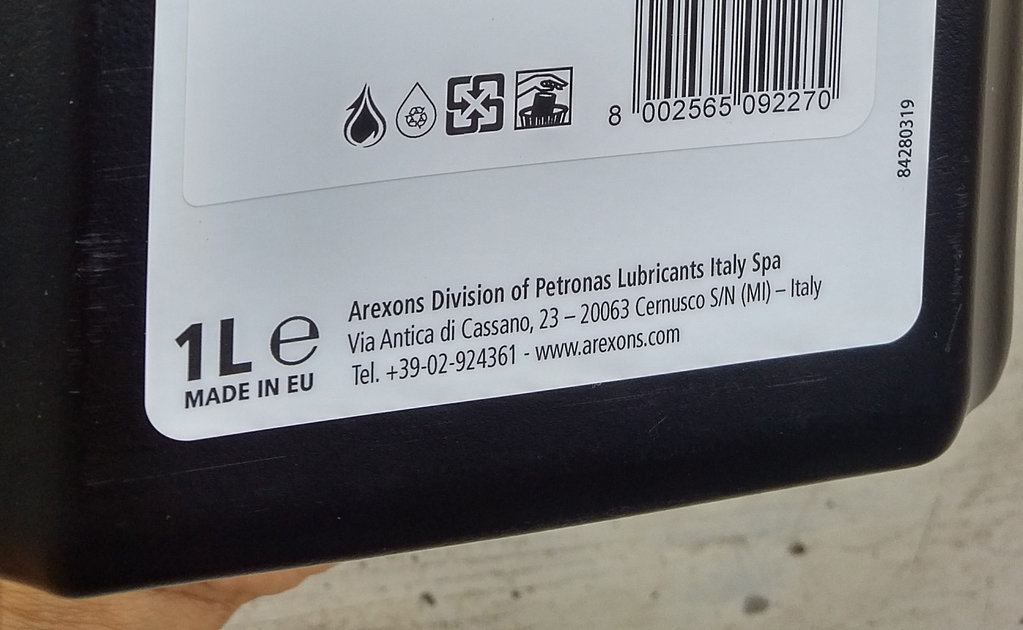 8 002565 092270
84280319
1L e
MADE IN EU
Arexons Division of Petronas Lubricants Italy Spa
Via Antica di Cassano, 23 – 20063 Cernusco S/N (MI) – Italy
Tel. +39-02-924361 - www.arexons.com